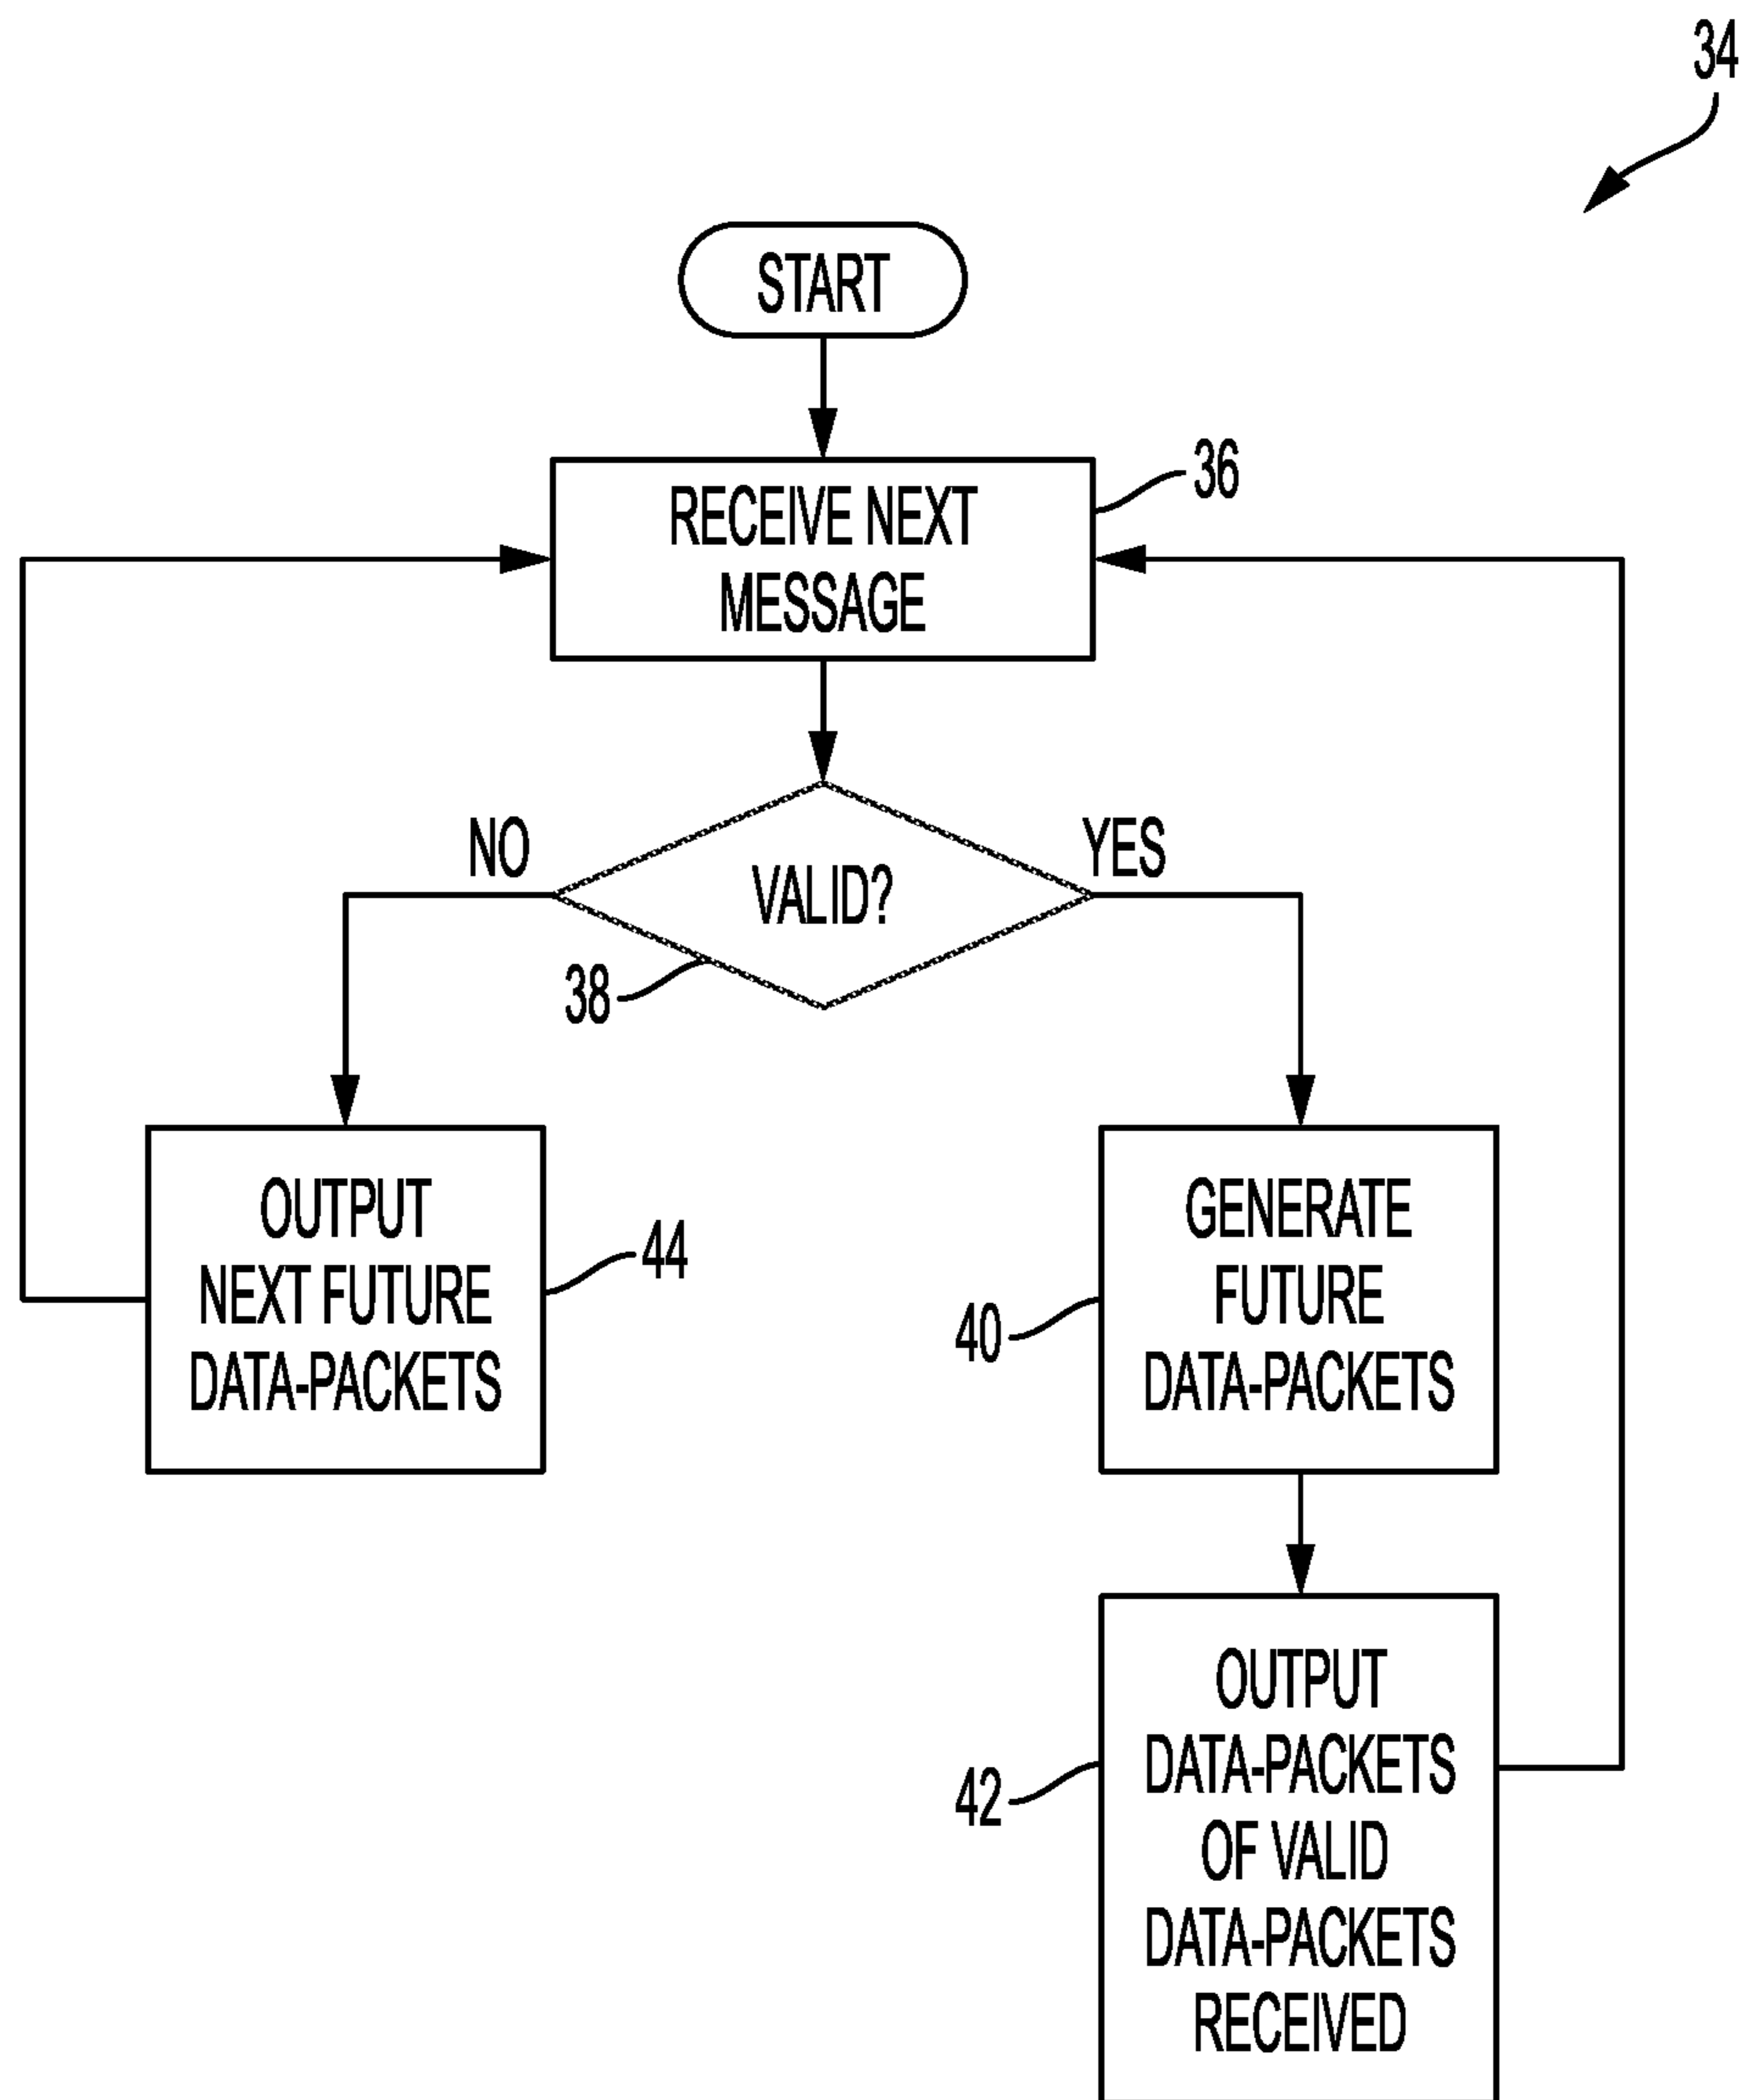 34
START
RECEIVE NEXT
MESSAGE
36
NO
YES
VALID?
38
OUTPUT
NEXT FUTURE
DATA-PACKETS
44
GENERATE
FUTURE
DATA-PACKETS
40
OUTPUT
DATA-PACKETS
OF VALID
DATA-PACKETS
RECEIVED
42